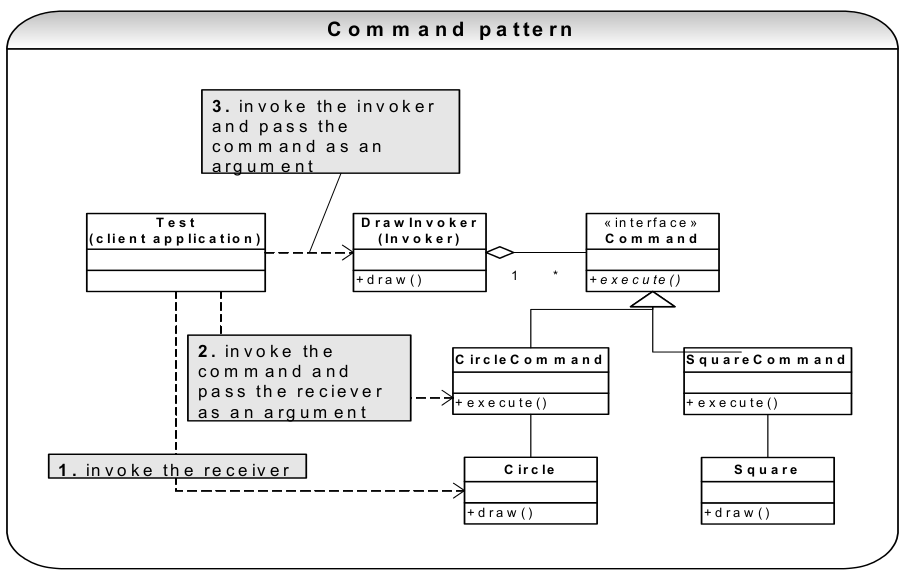 Command pattern
3. invoke the invoker
and pass the
command as an
argument
Test
(client application)
DrawInvoker
(Invoker)
+draw()
«interface»
Command
+execute()
1
*
2. invoke the
command and
pass the reciever
as an argument
CircleCommand
+execute()
SquareCommand
+execute()
1. invoke the receiver
Circle
+draw()
Square
+draw()